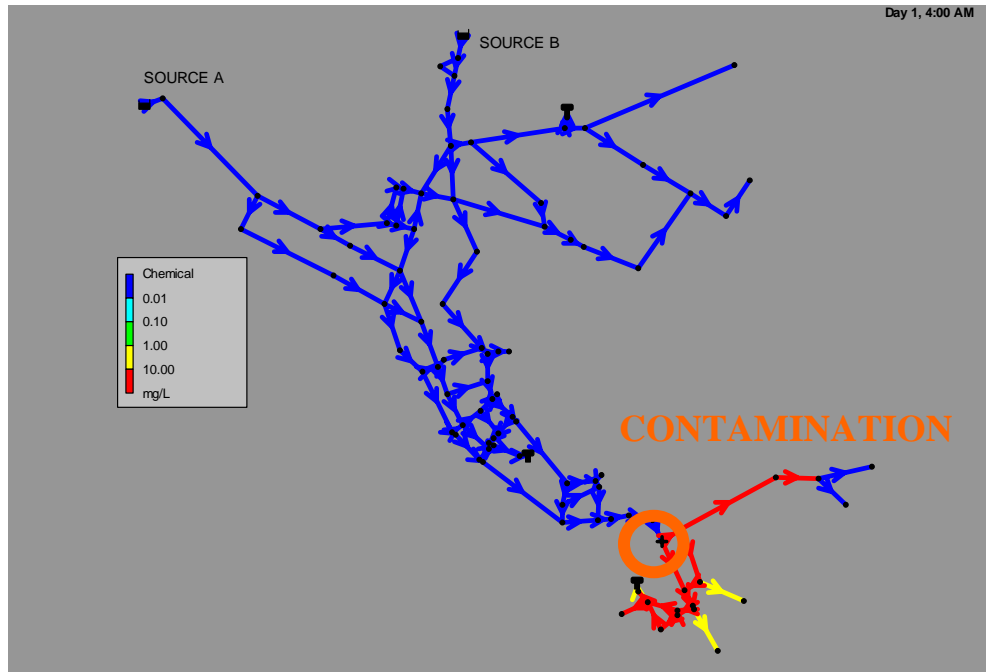 Day 1, 4:00 AM
SOURCE B
SOURCE A
Chemical
0.01
0.10
1.00
10.00
mg/L
CONTAMINATION